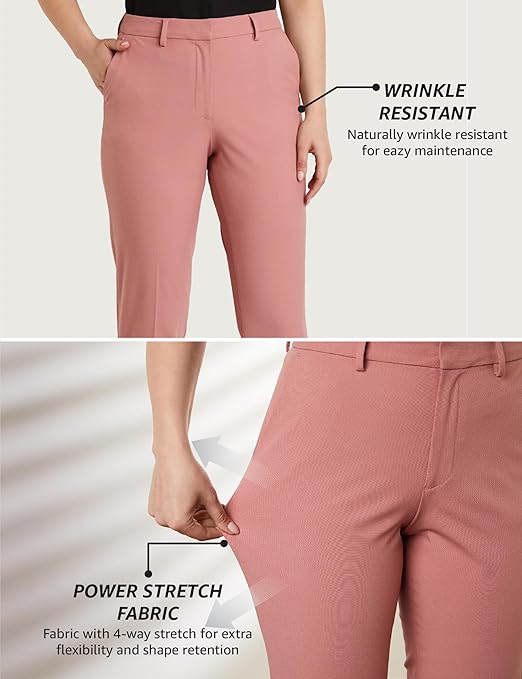 WRINKLE
RESISTANT
Naturally wrinkle resistant
for eazy maintenance
POWER STRETCH
FABRIC
Fabric with 4-way stretch for extra
flexibility and shape retention